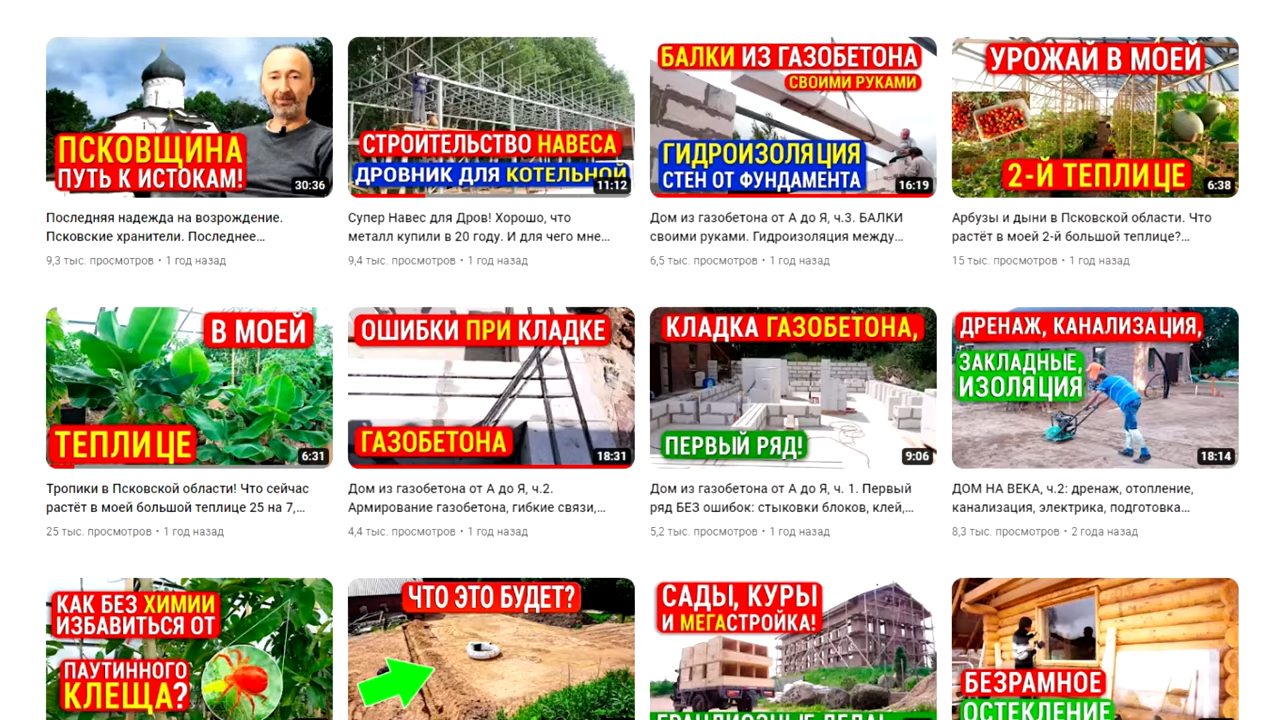 ПСКОВЩИНА
ПУТЬ К ИСТОКАМ!
30:36
Последняя надежда на возрождение.
Псковские хранители. Последнее...
9,3 тыс. просмотров • 1 год назад
СТРОИТЕЛЬСТВО НАВЕСА
ДРОВНИК ДЛЯ КОТЕЛЬНОЙ
11:12
Супер Навес для Дров! Хорошо, что
металл купили в 20 году. И для чего мне...
9,4 тыс. просмотров • 1 год назад
БАЛКИ ИЗ ГАЗОБЕТОНА
СВОИМИ РУКАМИ
ГИДРОИЗОЛЯЦИЯ
СТЕН ОТ ФУНДАМЕНТА
16:19
Дом из газобетона от А до Я, ч.3. БАЛКИ
своими руками. Гидроизоляция между...
6,5 тыс. просмотров • 1 год назад
УРОЖАЙ В МОЕЙ
2-Й ТЕПЛИЦЕ
6:38
Арбузы и дыни в Псковской области. Что
растёт в моей 2-й большой теплице?...
15 тыс. просмотров • 1 год назад
В МОЕЙ
ТЕПЛИЦЕ
6:31
Тропики в Псковской области! Что сейчас
растёт в моей большой теплице 25 на 7,...
25 тыс. просмотров • 1 год назад
ОШИБКИ ПРИ КЛАДКЕ
ГАЗОБЕТОНА
18:31
Дом из газобетона от А до Я, ч.2.
Армирование газобетона, гибкие связи,...
4,4 тыс. просмотров • 1 год назад
КЛАДКА ГАЗОБЕТОНА,
ПЕРВЫЙ РЯД!
9:06
Дом из газобетона от А до Я, ч. 1. Первый
ряд БЕЗ ошибок: стыковки блоков, клей,...
5,2 тыс. просмотров • 1 год назад
ДРЕНАЖ, КАНАЛИЗАЦИЯ,
ЗАКЛАДНЫЕ,
ИЗОЛЯЦИЯ
18:14
ДОМ НА ВЕКА, ч.2: дренаж, отопление,
канализация, электрика, подготовка...
8,3 тыс. просмотров • 2 года назад
КАК БЕЗ ХИМИИ
ИЗБАВИТЬСЯ ОТ
ПАУТИННОГО
КЛЕЩА?
ЧТО ЭТО БУДЕТ?
САДЫ, КУРЫ
И МЕГАСТРОЙКА!
ГРАНДИОЗНЫЕ ДЕЛА!
БЕЗРАМНОЕ
ОСТЕКЛЕНИЕ